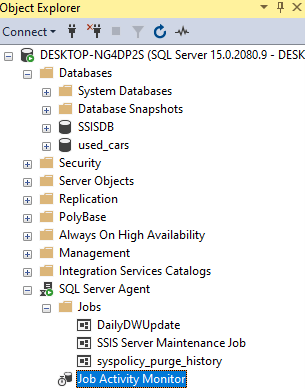 Object Explorer
Connect
DESKTOP-NG4DP2S (SQL Server 15.0.2080.9 - DESK
Databases
System Databases
Database Snapshots
SSISDB
used_cars
Security
Server Objects
Replication
PolyBase
Always On High Availability
Management
Integration Services Catalogs
SQL Server Agent
Jobs
DailyDWUpdate
SSIS Server Maintenance Job
syspolicy_purge_history
Job Activity Monitor